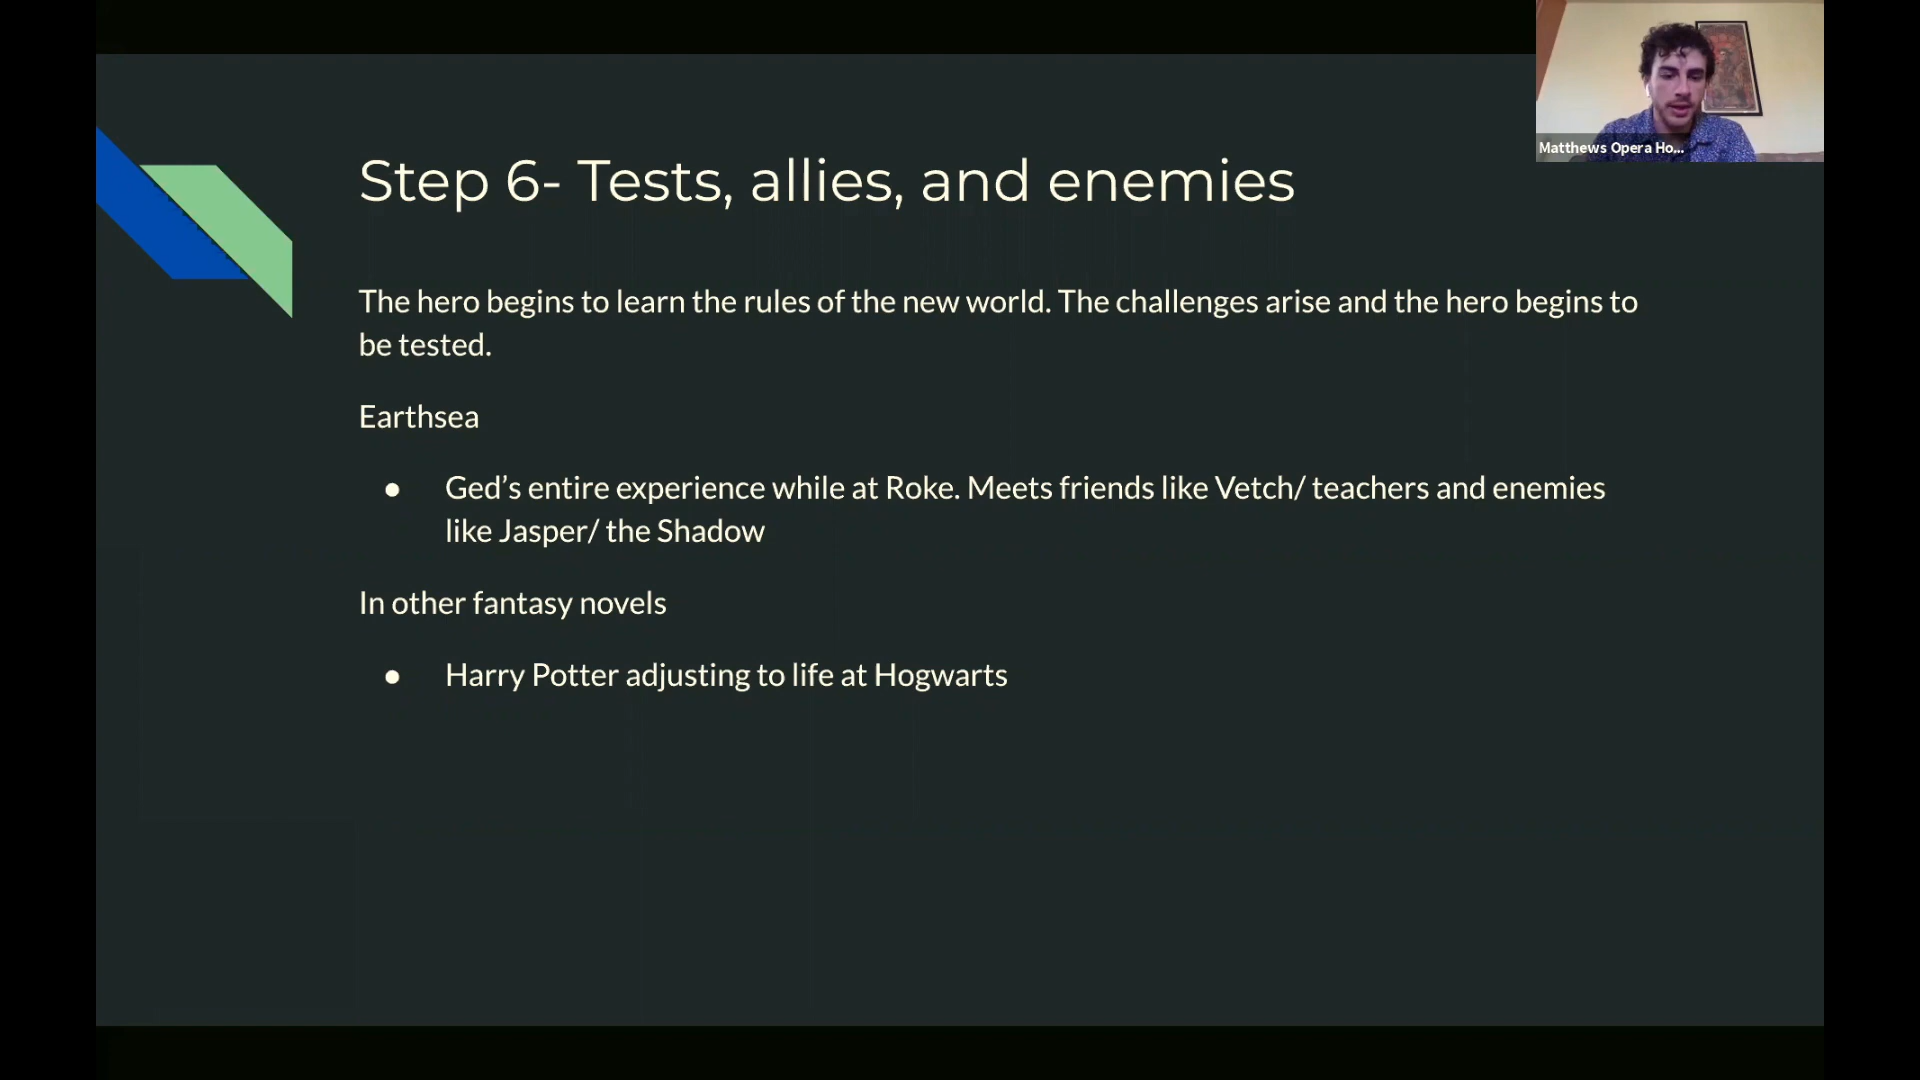 Matthews Opera Ho...
Step 6- Tests, allies, and enemies
The hero begins to learn the rules of the new world. The challenges arise and the hero begins to
be tested.
Earthsea
● Ged’s entire experience while at Roke. Meets friends like Vetch/ teachers and enemies
like Jasper/ the Shadow
In other fantasy novels
● Harry Potter adjusting to life at Hogwarts